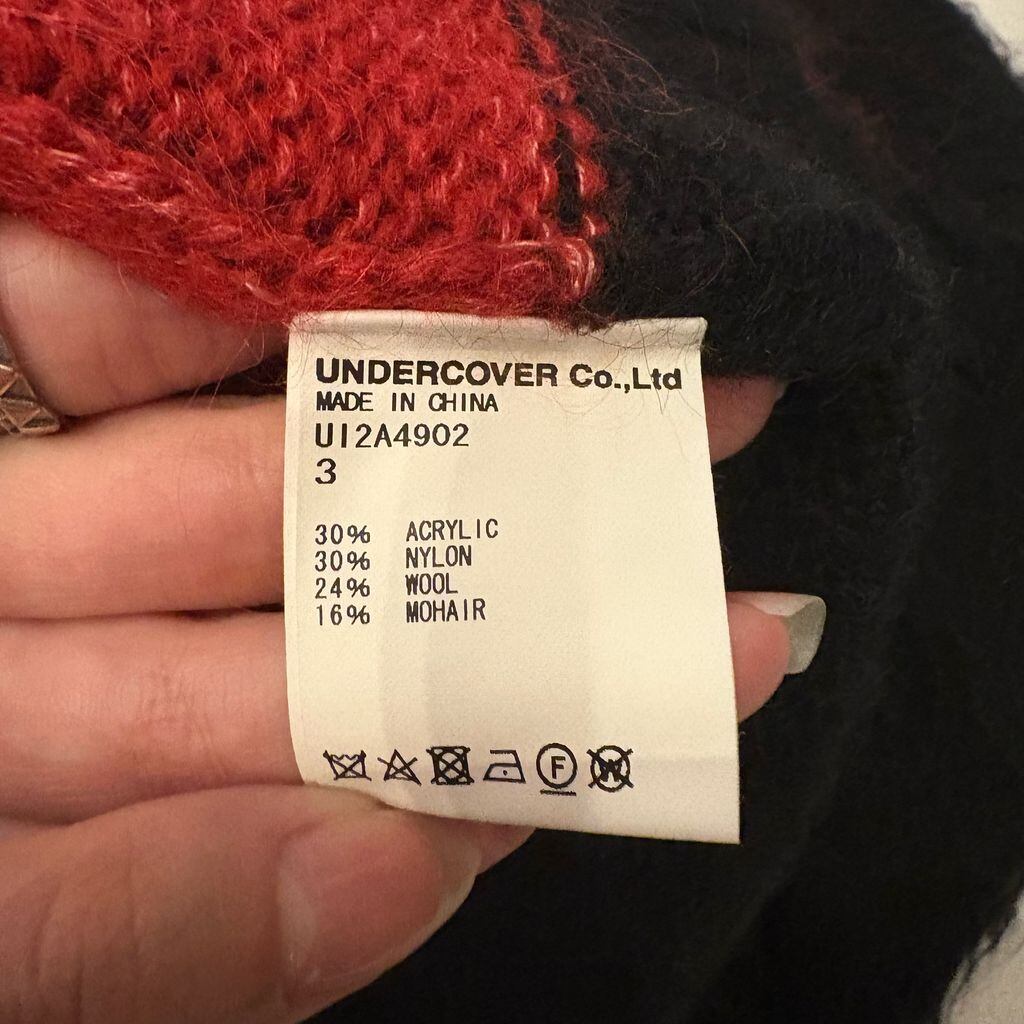 UNDERCOVER Co.,Ltd
MADE IN CHINA
UI2A4902
3
30% ACRYLIC
30% NYLON
24% WOOL
16% MOHAIR
F W